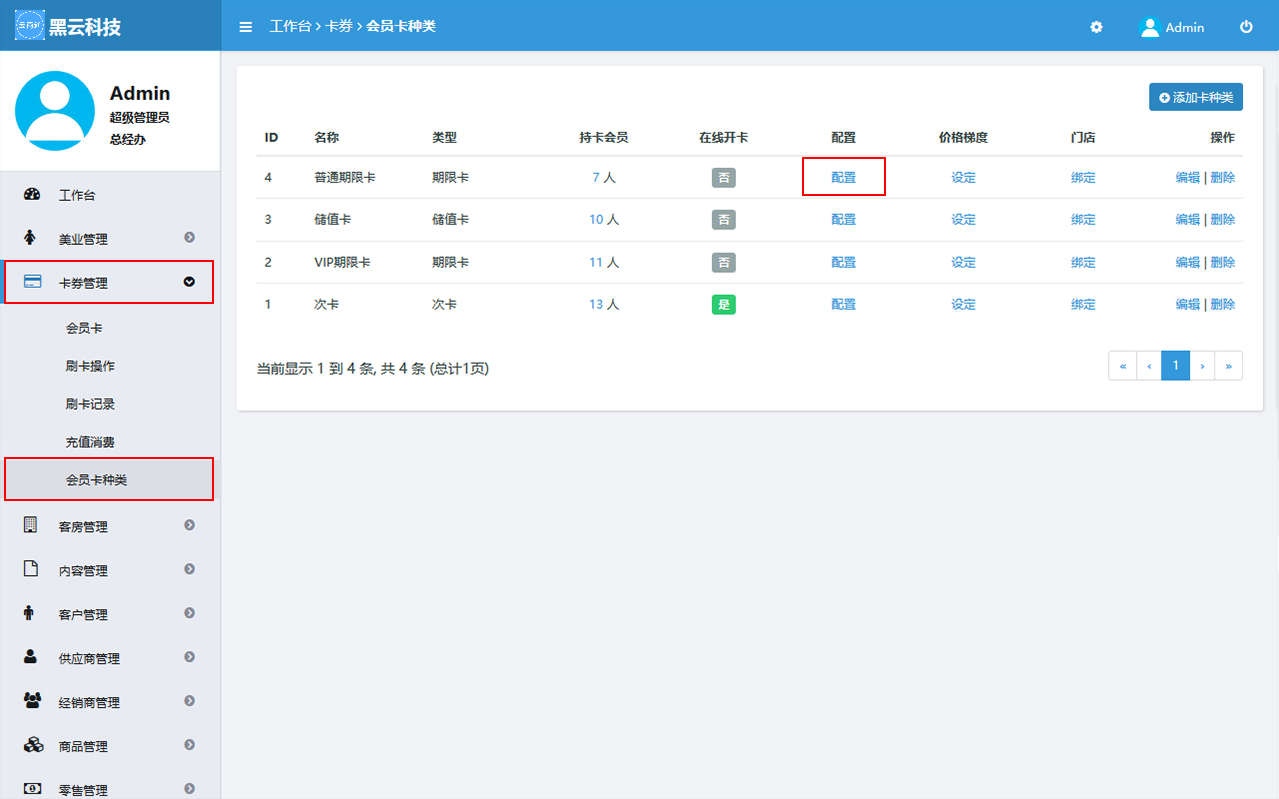 黑云科技
工作台 › 卡券 › 会员卡种类
Admin
Admin
超级管理员
总经办
工作台
美业管理
卡券管理
会员卡
刷卡操作
刷卡记录
充值消费
会员卡种类
客房管理
内容管理
客户管理
供应商管理
经销商管理
商品管理
零售管理
添加卡种类
ID 名称 类型 持卡会员 在线开卡 配置 价格梯度 门店 操作
4 普通期限卡 期限卡 7 人 否 配置 设定 绑定 编辑 | 删除
3 储值卡 储值卡 10 人 否 配置 设定 绑定 编辑 | 删除
2 VIP期限卡 期限卡 11 人 否 配置 设定 绑定 编辑 | 删除
1 次卡 次卡 13 人 是 配置 设定 绑定 编辑 | 删除
当前显示 1 到 4 条, 共 4 条 (总计1页)
« ‹ 1 › »